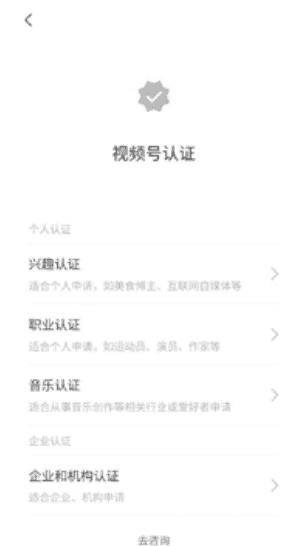 视频号认证
个人认证
兴趣认证
适合个人申请，如美食博主、互联网自媒体等
职业认证
适合个人申请，如运动员、演员、作家等
音乐认证
适合从事音乐创作等相关行业或爱好者申请
企业认证
企业和机构认证
适合企业、机构申请
去咨询